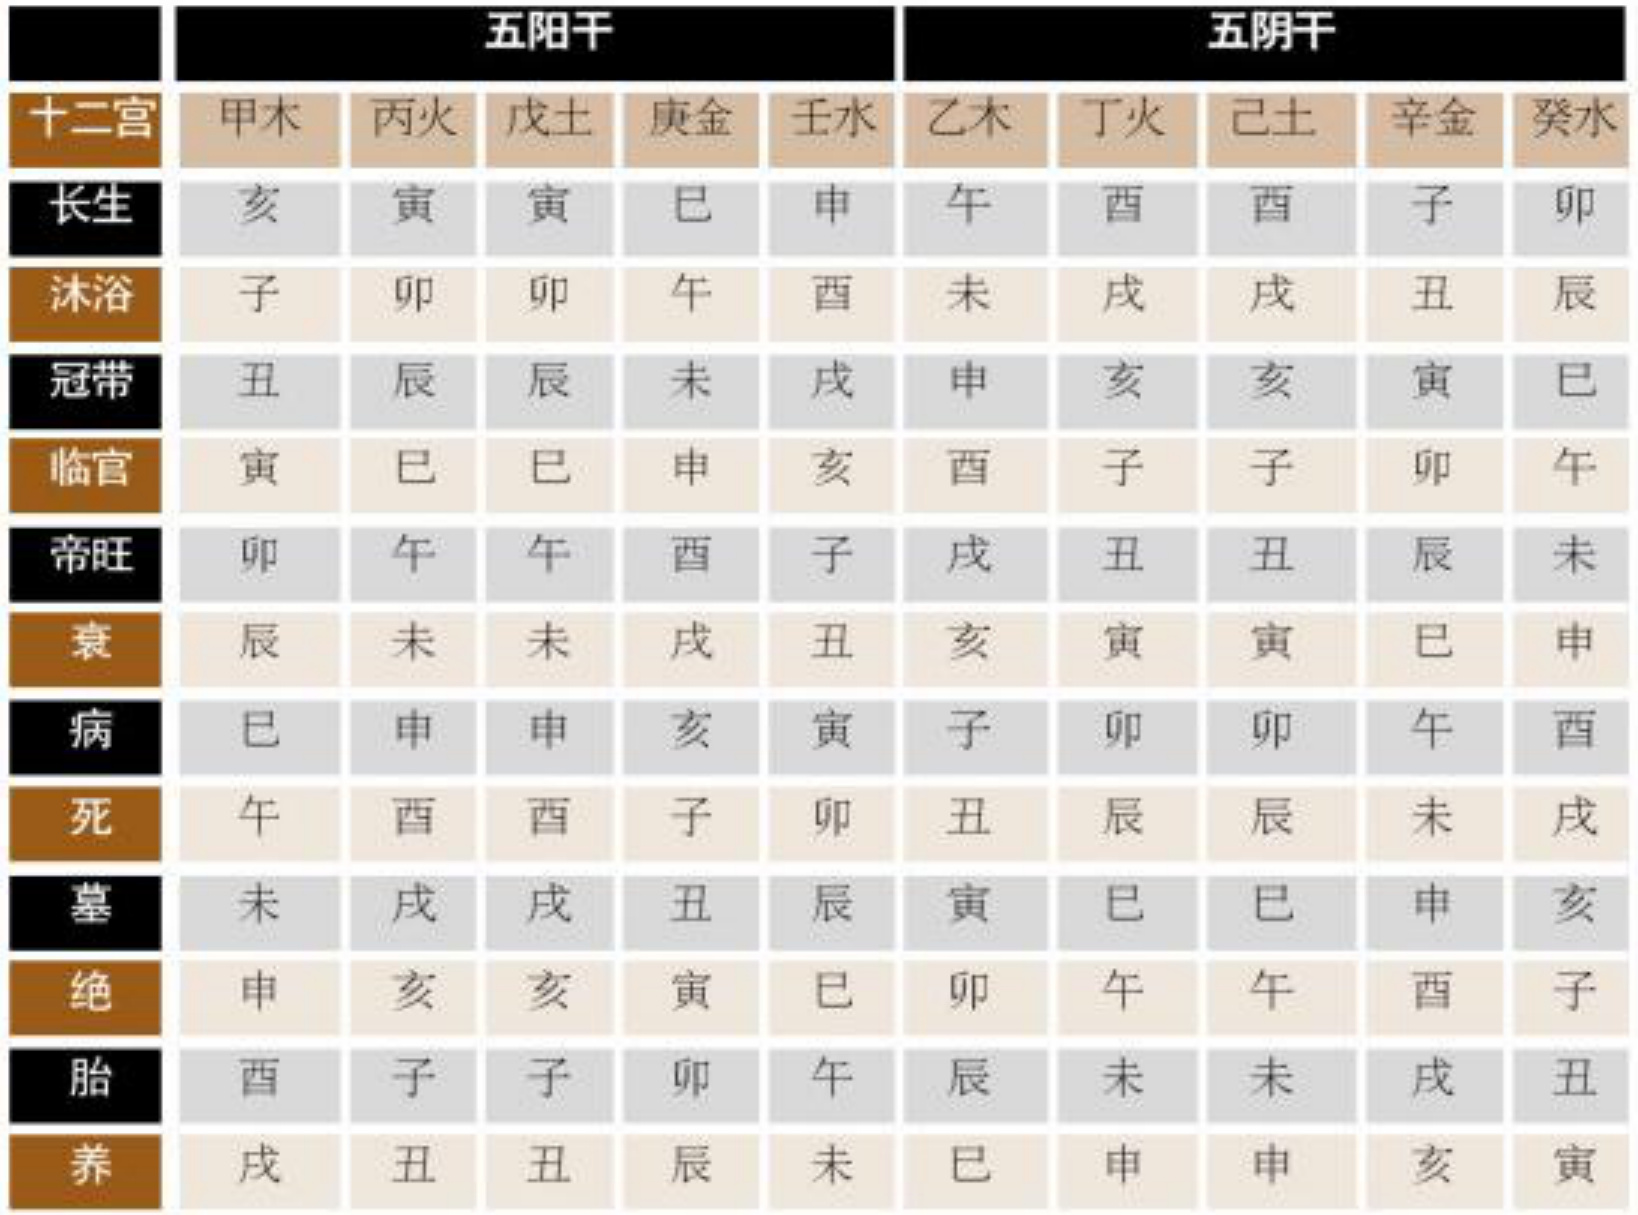 五阳干 五阴干
十二宫 甲木 丙火 戊土 庚金 壬水 乙木 丁火 己土 辛金 癸水
长生 亥 寅 寅 巳 申 午 酉 酉 子 卯
沐浴 子 卯 卯 午 酉 未 戌 戌 丑 辰
冠带 丑 辰 辰 未 戌 申 亥 亥 寅 巳
临官 寅 巳 巳 申 亥 酉 子 子 卯 午
帝旺 卯 午 午 酉 子 戌 丑 丑 辰 未
衰 辰 未 未 戌 丑 亥 寅 寅 巳 申
病 巳 申 申 亥 寅 子 卯 卯 午 酉
死 午 酉 酉 子 卯 丑 辰 辰 未 戌
墓 未 戌 戌 丑 辰 寅 巳 巳 申 亥
绝 申 亥 亥 寅 巳 卯 午 午 酉 子
胎 酉 子 子 卯 午 辰 未 未 戌 丑
养 戌 丑 丑 辰 未 巳 申 申 亥 寅